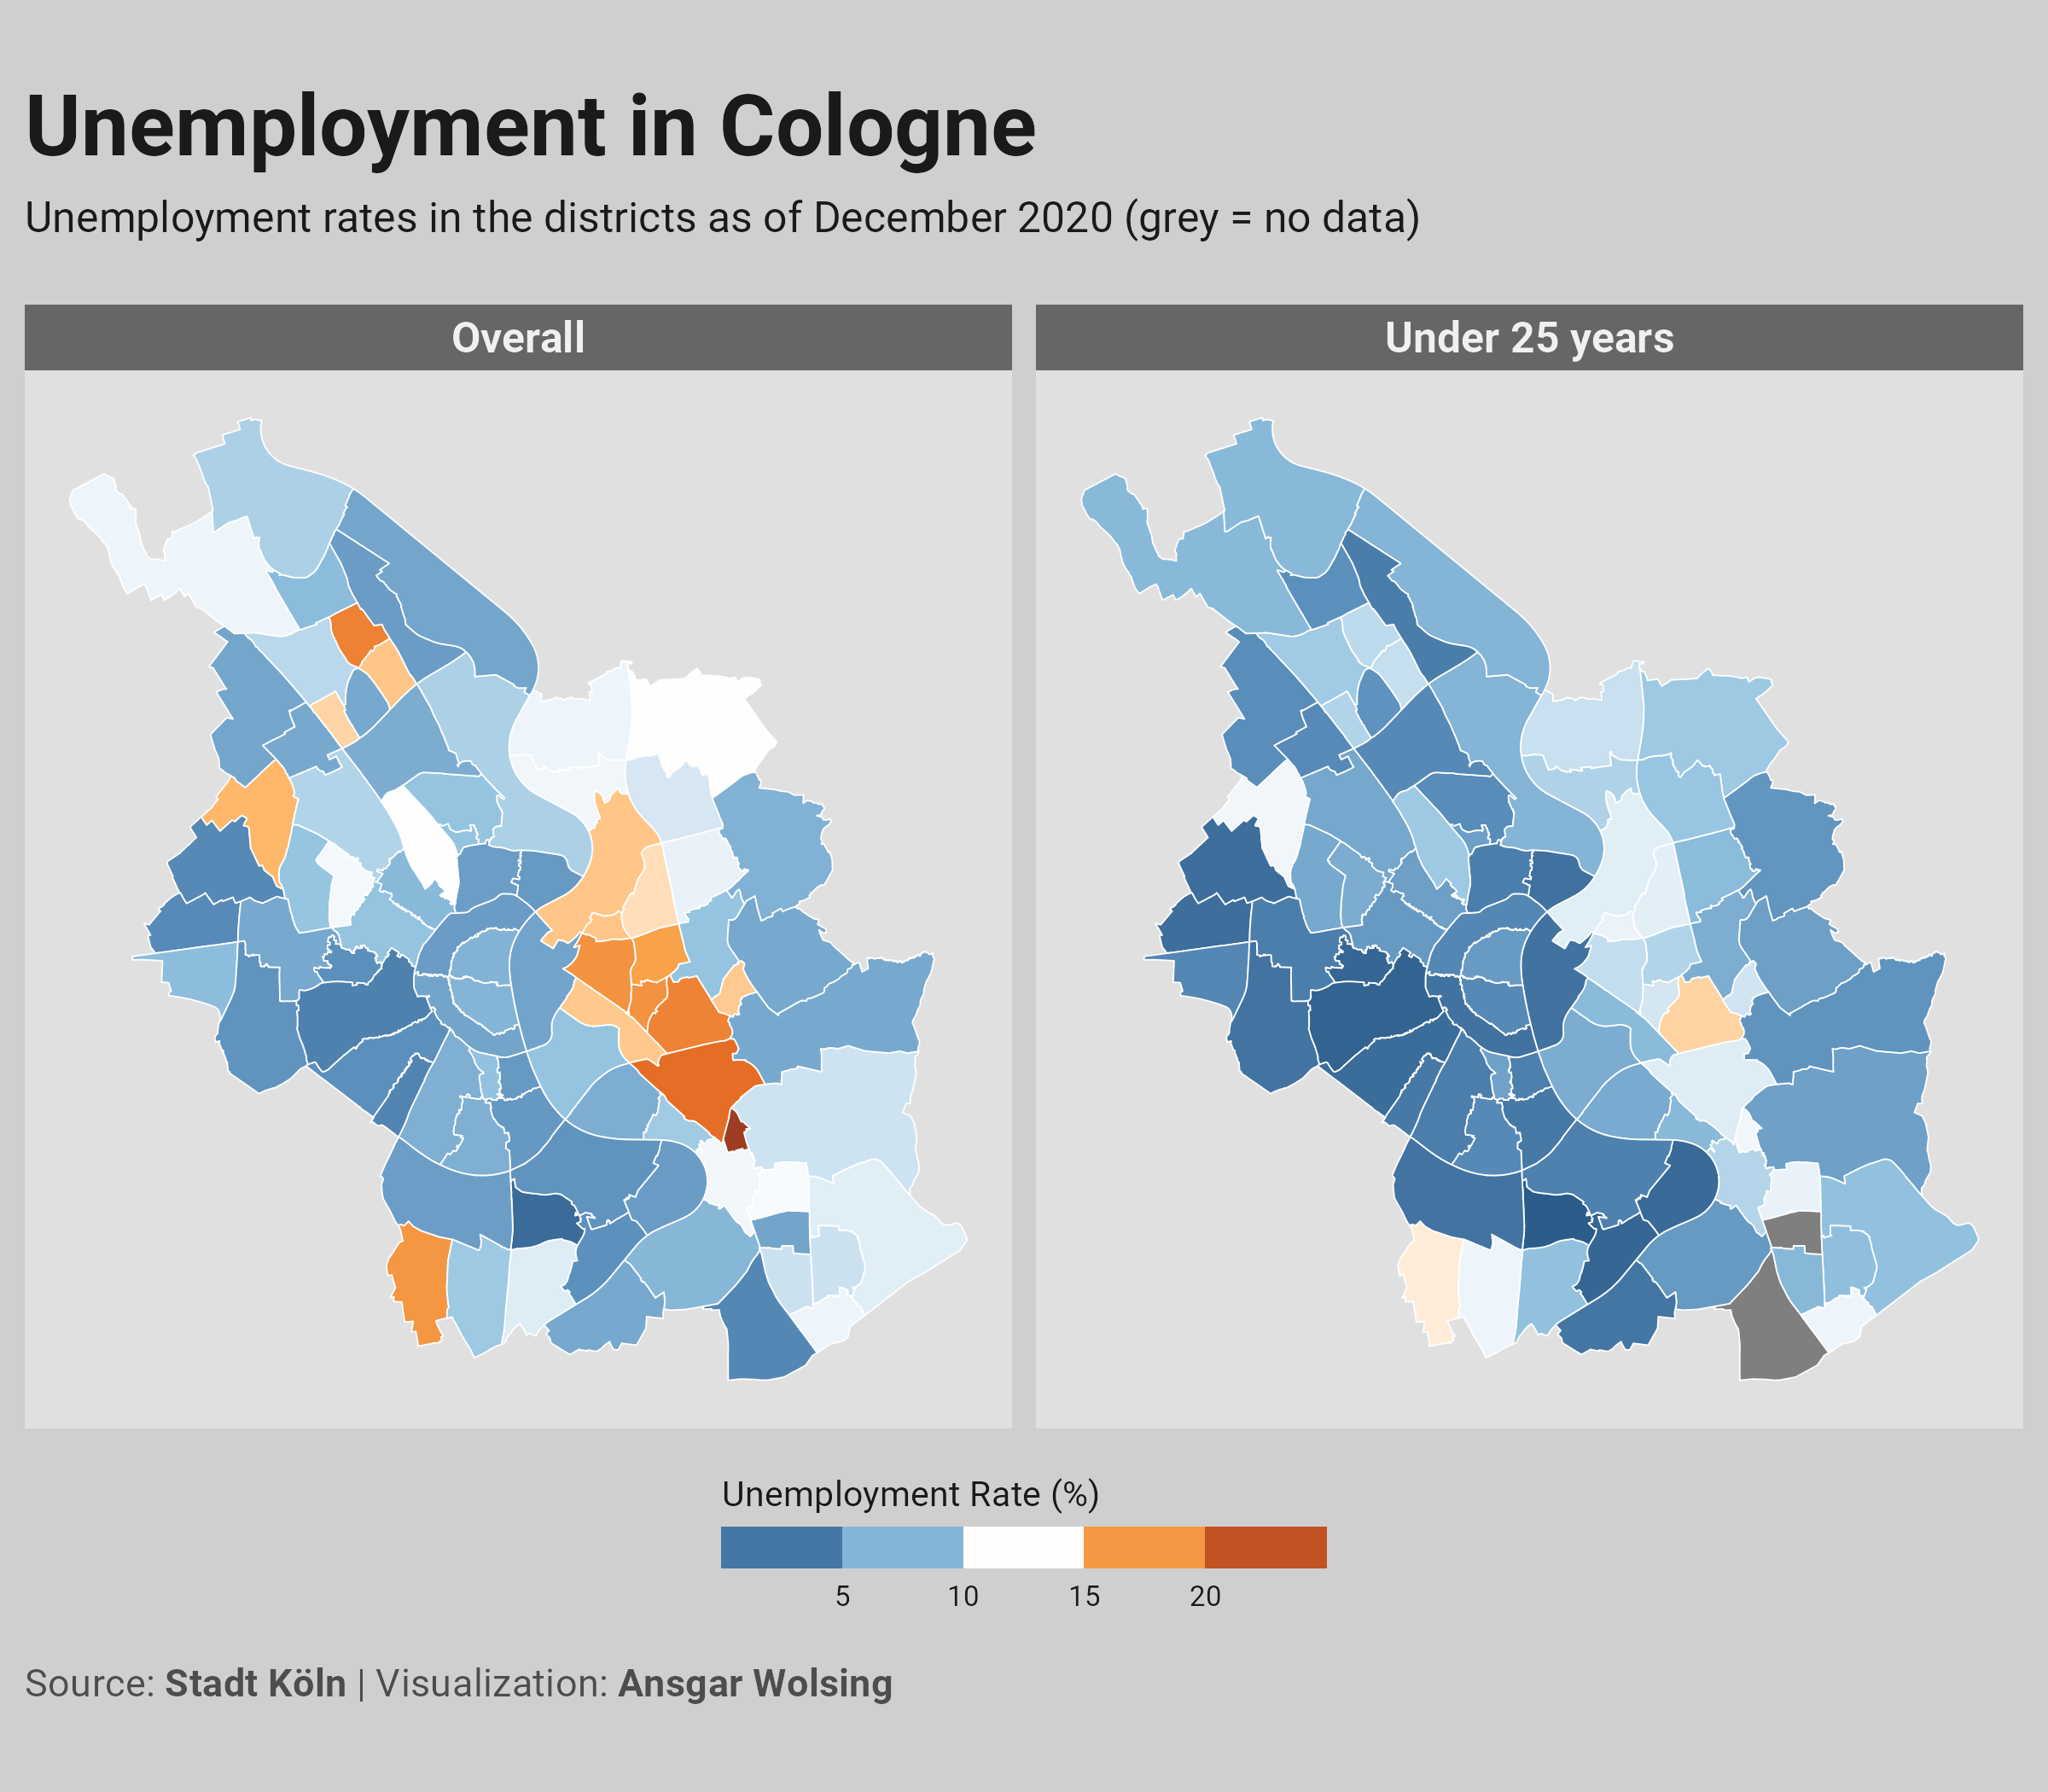 Unemployment in Cologne
Unemployment rates in the districts as of December 2020 (grey = no data)
Overall
Under 25 years
Unemployment Rate (%)
5 10 15 20
Source: Stadt Köln | Visualization: Ansgar Wolsing